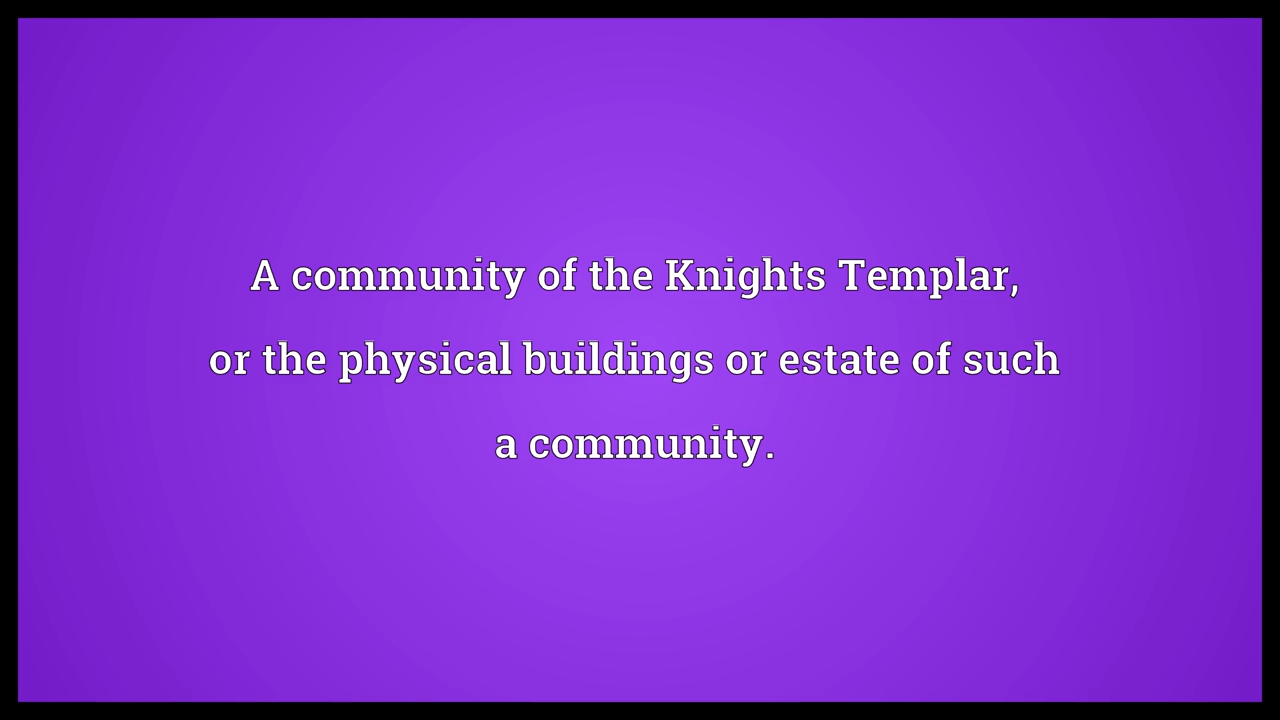 A community of the Knights Templar,
or the physical buildings or estate of such
a community.